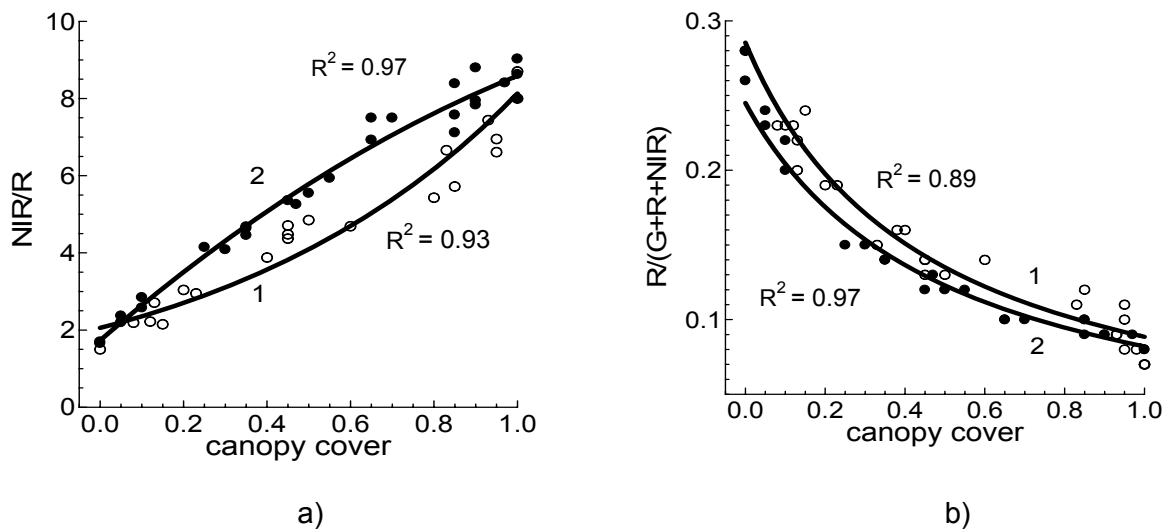 10
8
6
4
2
0
NIR/R
R² = 0.97
2
R² = 0.93
1
0.0 0.2 0.4 0.6 0.8 1.0
canopy cover
a)
0.3
0.2
0.1
R/(G+R+NIR)
R² = 0.89
1
R² = 0.97
2
0.0 0.2 0.4 0.6 0.8 1.0
canopy cover
b)